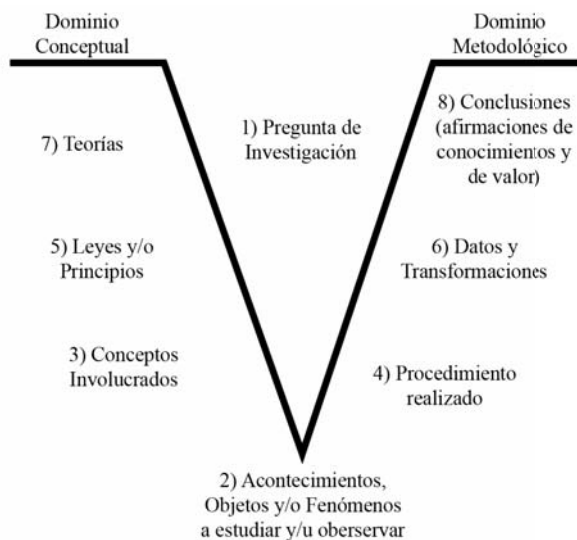 Dominio
Conceptual
Dominio
Metodológico
7) Teorías
1) Pregunta de
Investigación
8) Conclusiones
(afirmaciones de
conocimientos y
de valor)
5) Leyes y/o
Principios
6) Datos y
Transformaciones
3) Conceptos
Involucrados
4) Procedimiento
realizado
2) Acontecimientos,
Objetos y/o Fenómenos
a estudiar y/u oberservar